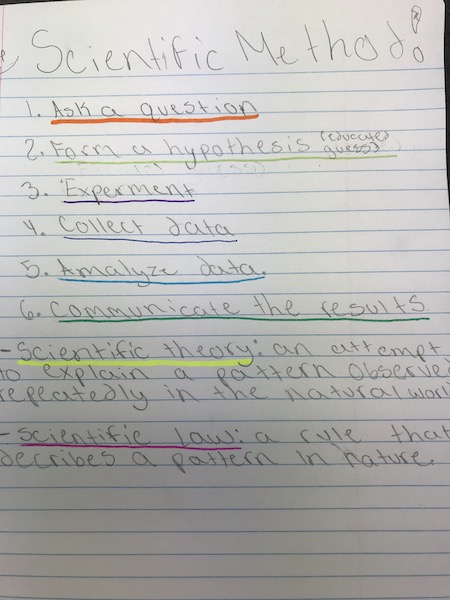 Scientific Method!
1. Ask a question
2. Form a hypothesis (educated guess)
3. Experment
4. Collect data
5. Analyze data.
6. Communicate the results
- Scientific theory: an attempt
to explain a pattern observed
repeatedly in the natural worl
- Scientific law: a rule that
decribes a pattern in nature.